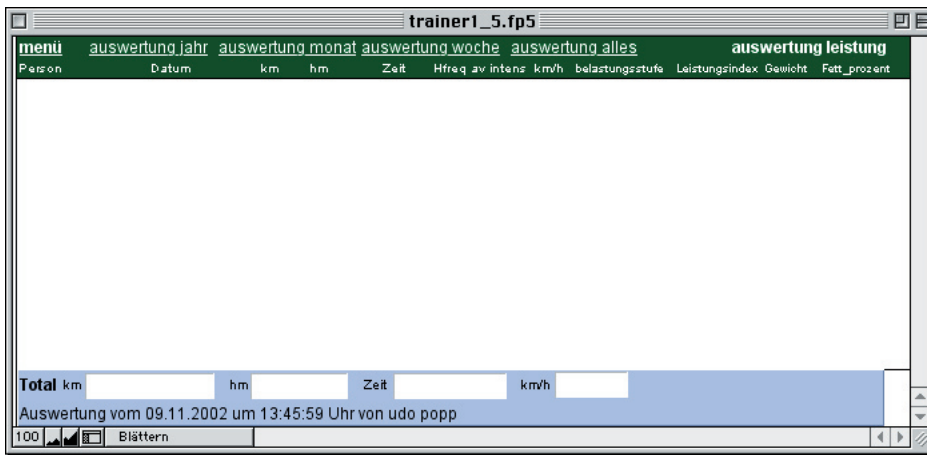 trainer1_5.fp5
menü auswertung jahr auswertung monat auswertung woche auswertung alles auswertung leistung
Person Datum km hm Zeit Hfreq av intens km/h belastungsstufe Leistungsindex Gewicht Fett_prozent
Total km hm Zeit km/h
Auswertung vom 09.11.2002 um 13:45:59 Uhr von udo popp
100 Blättern